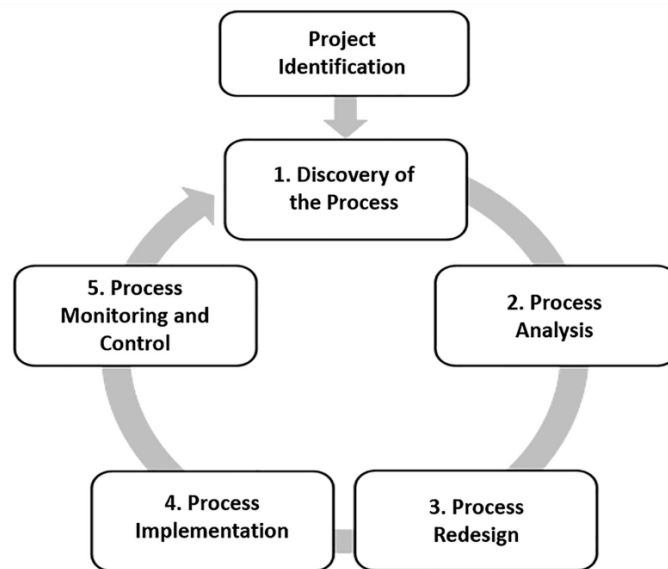 Project
Identification
1. Discovery of
the Process
2. Process
Analysis
3. Process
Redesign
4. Process
Implementation
5. Process
Monitoring and
Control